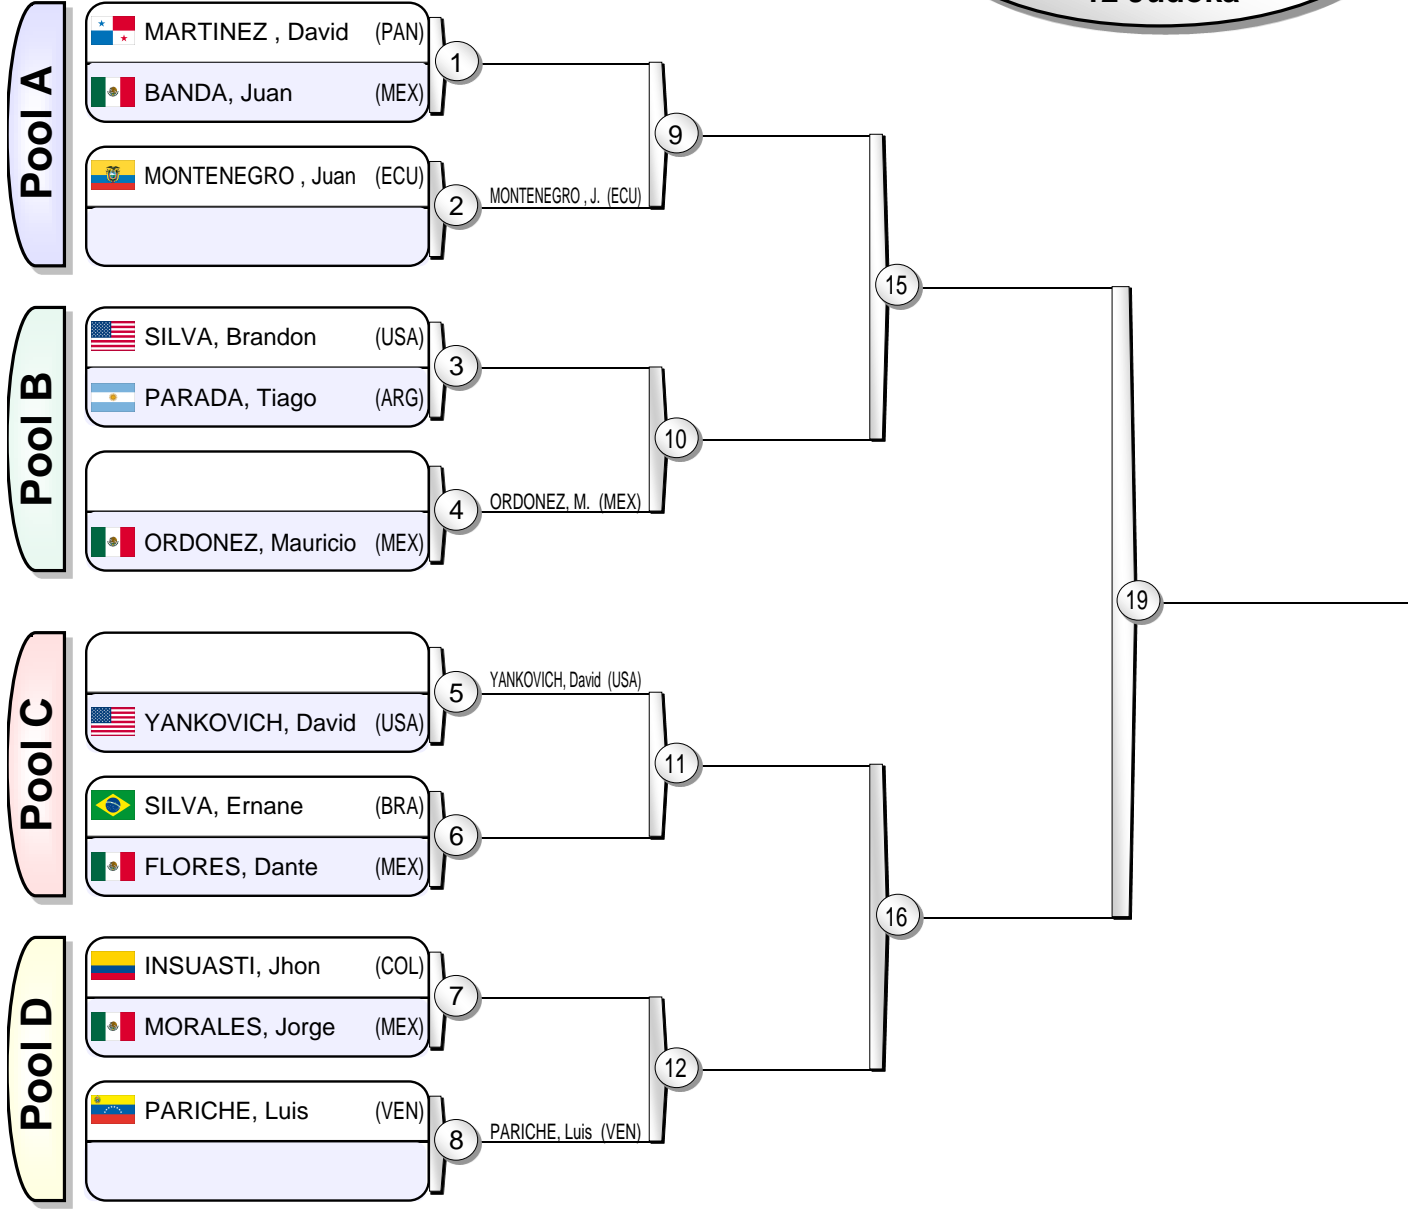 12 Judoka
Pool A
MARTINEZ , David (PAN)
BANDA, Juan (MEX)
1
MONTENEGRO , Juan (ECU)
2
MONTENEGRO , J. (ECU)
9
Pool B
SILVA, Brandon (USA)
PARADA, Tiago (ARG)
3
ORDONEZ, Mauricio (MEX)
4
ORDONEZ, M. (MEX)
10
15
Pool C
YANKOVICH, David (USA)
5
YANKOVICH, David (USA)
SILVA, Ernane (BRA)
FLORES, Dante (MEX)
6
11
Pool D
INSUASTI, Jhon (COL)
MORALES, Jorge (MEX)
7
PARICHE, Luis (VEN)
8
PARICHE, Luis (VEN)
12
16
19